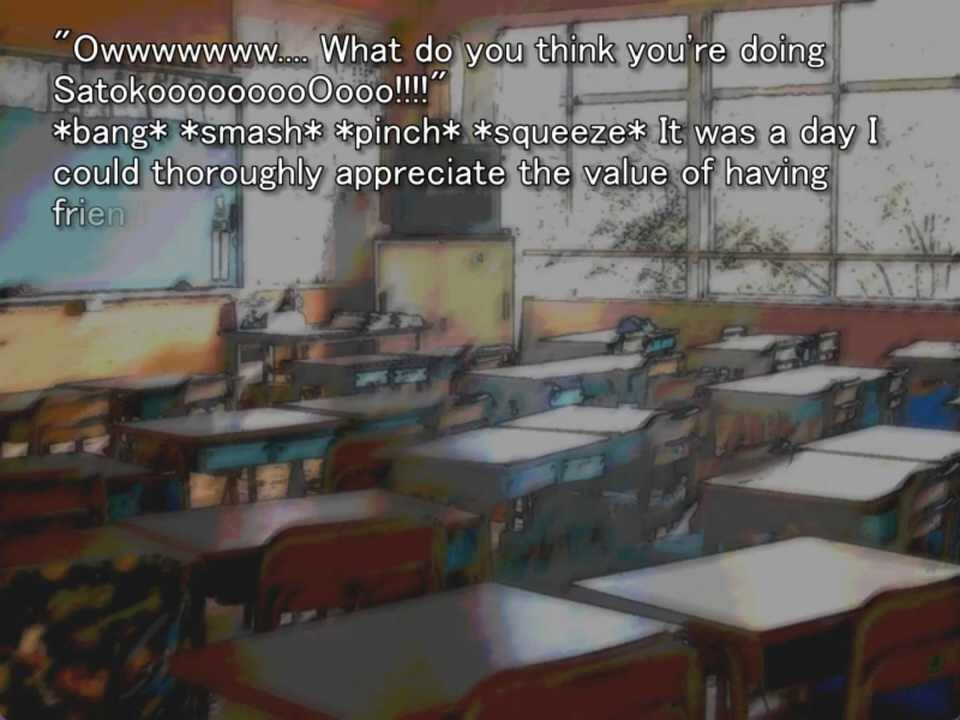 "Owwwwwww.... What do you think you're doing
SatokooooooooOooo!!!!"
*bang* *smash* *pinch* *squeeze* It was a day I
could thoroughly appreciate the value of having
frien